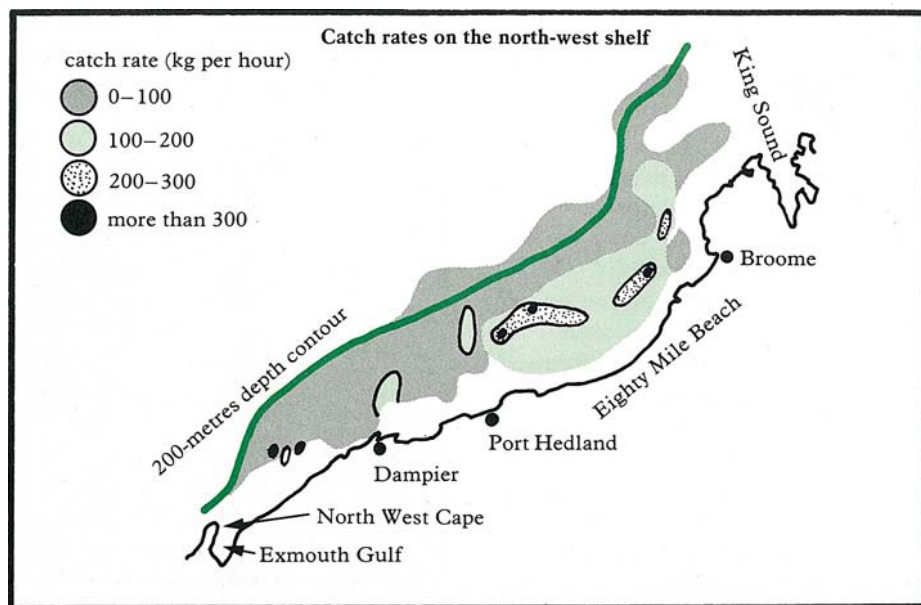 Catch rates on the north-west shelf
catch rate (kg per hour)
0–100
100–200
200–300
more than 300
King Sound
Broome
Eighty Mile Beach
200-metres depth contour
Port Hedland
Dampier
North West Cape
Exmouth Gulf